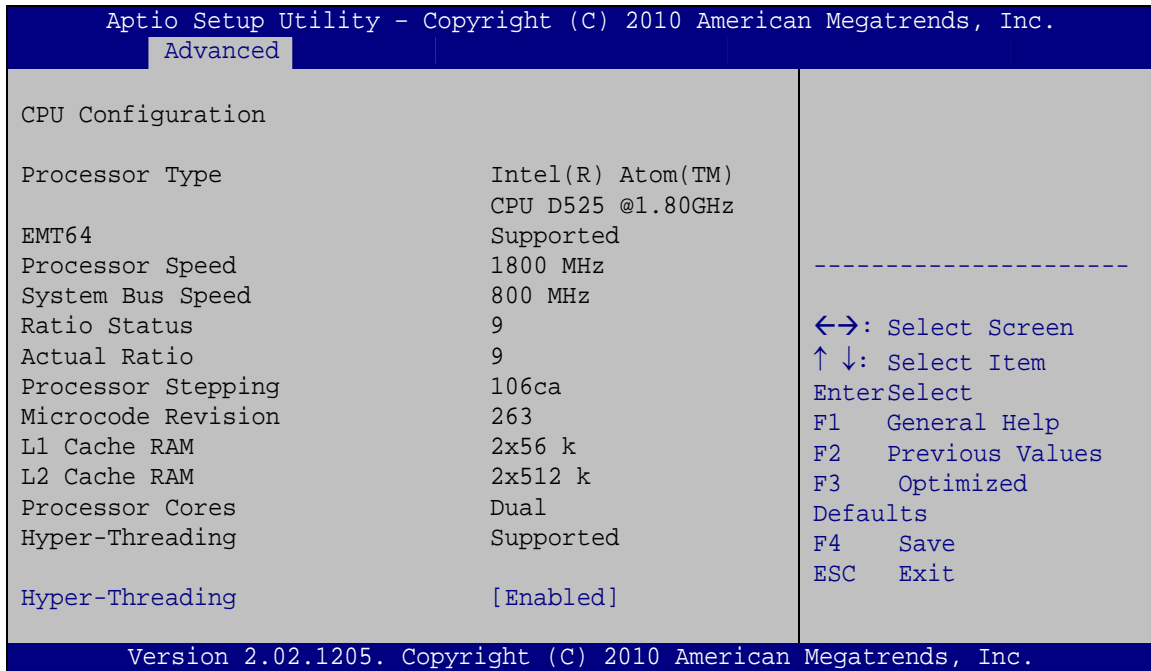 Aptio Setup Utility – Copyright (C) 2010 American Megatrends, Inc.
Advanced
CPU Configuration
Processor Type Intel(R) Atom(TM)
CPU D525 @1.80GHz
EMT64 Supported
Processor Speed 1800 MHz
System Bus Speed 800 MHz
Ratio Status 9
Actual Ratio 9
Processor Stepping 106ca
Microcode Revision 263
L1 Cache RAM 2x56 k
L2 Cache RAM 2x512 k
Processor Cores Dual
Hyper-Threading Supported
Hyper-Threading [Enabled]
-----------------------
←→: Select Screen
↑ ↓: Select Item
EnterSelect
F1 General Help
F2 Previous Values
F3 Optimized
Defaults
F4 Save
ESC Exit
Version 2.02.1205. Copyright (C) 2010 American Megatrends, Inc.